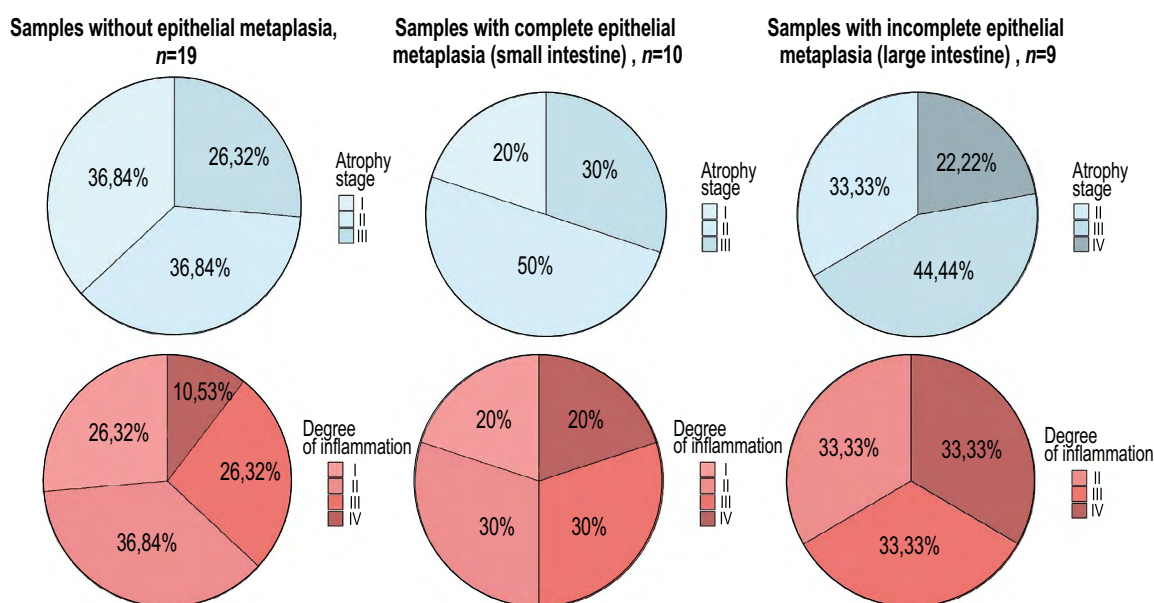 Samples without epithelial metaplasia,
n=19
Samples with complete epithelial
metaplasia (small intestine) , n=10
Samples with incomplete epithelial
metaplasia (large intestine) , n=9
36,84%
26,32%
36,84%
Atrophy
stage
I
II
III
20%
30%
50%
Atrophy
stage
I
II
III
33,33%
22,22%
44,44%
Atrophy
stage
II
III
IV
10,53%
26,32%
26,32%
36,84%
Degree
of inflammation
I
II
III
IV
20%
20%
30%
30%
Degree
of inflammation
I
II
III
IV
33,33%
33,33%
33,33%
Degree
of inflammation
II
III
IV